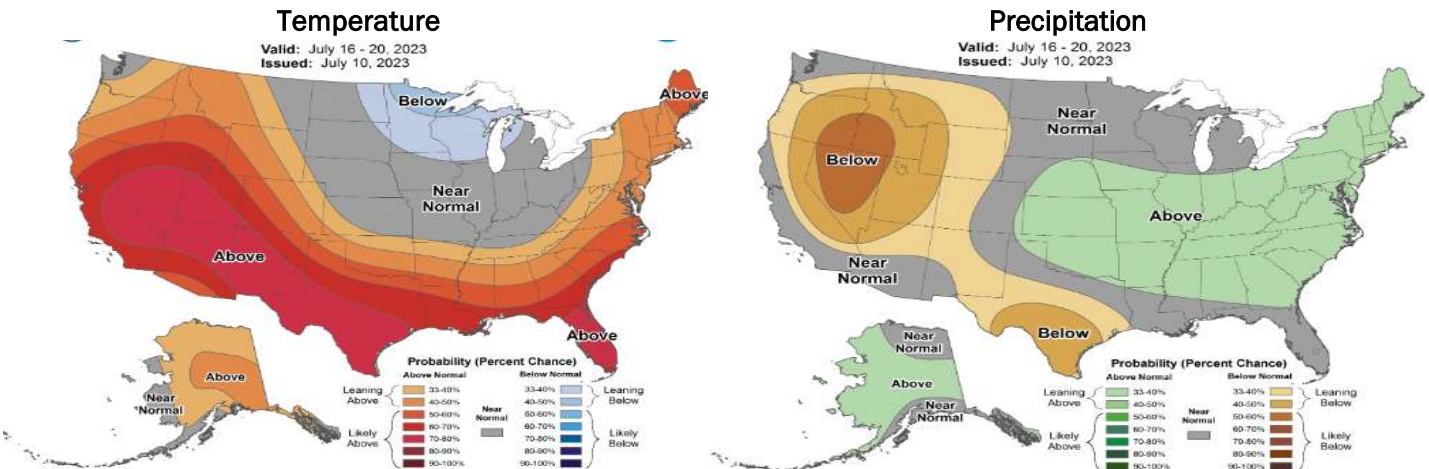 Temperature
Valid: July 16 - 20, 2023
Issued: July 10, 2023
Below
Above
Near
Normal
Above
Above
Above
Near
Normal
Probability (Percent Chance)
Above Normal
Below Normal
Leaning
Above
33-40%
40-50%
Likely
Above
50-60%
60-70%
70-80%
80-90%
90-100%
Near
Normal
33-40%
40-50%
Leaning
Below
50-60%
60-70%
70-80%
80-90%
90-100%
Likely
Below
Precipitation
Valid: July 16 - 20, 2023
Issued: July 10, 2023
Near
Normal
Below
Above
Near
Normal
Below
Near
Normal
Above
Near
Normal
Probability (Percent Chance)
Above Normal
Below Normal
Leaning
Above
33-40%
40-50%
Likely
Above
50-60%
60-70%
70-80%
80-90%
90-100%
Near
Normal
33-40%
40-50%
Leaning
Below
50-60%
60-70%
70-80%
80-90%
90-100%
Likely
Below